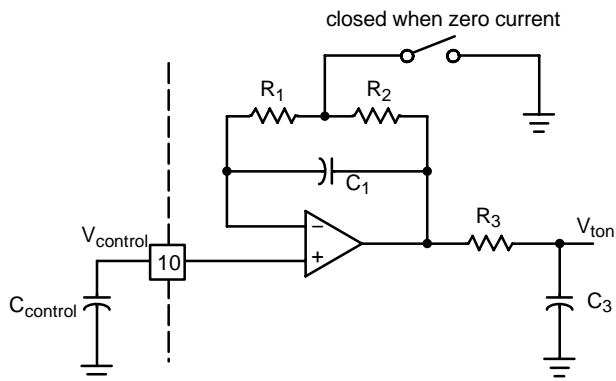 closed when zero current
R1
R2
C1
R3
Vcontrol
Vton
−
+
10
Ccontrol
C3